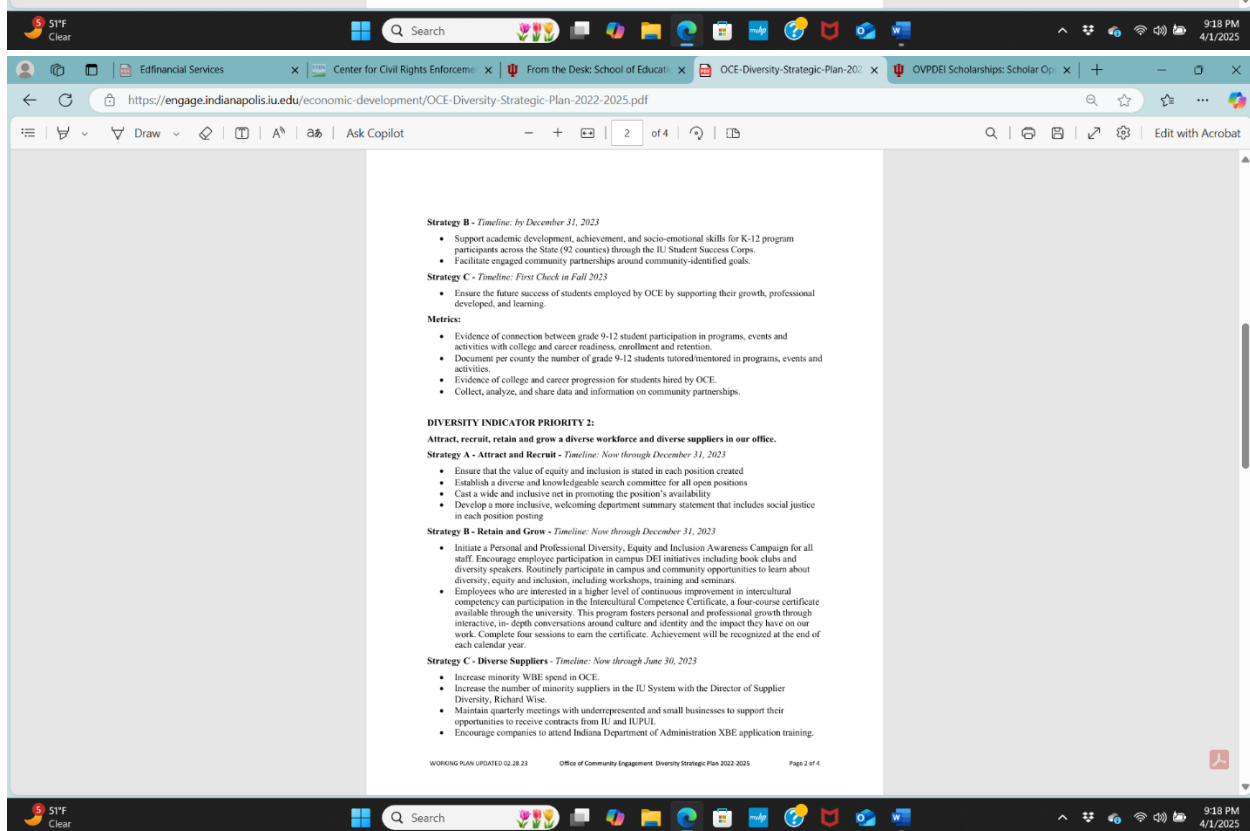 51°F
Clear
Search
9:18 PM
4/1/2025
Edfinancial Services
Center for Civil Rights Enforceme
From the Desk: School of Educati
OCE-Diversity-Strategic-Plan-202
OVPDEI Scholarships: Scholar Op
https://engage.indianapolis.iu.edu/economic-development/OCE-Diversity-Strategic-Plan-2022-2025.pdf
Draw
Ask Copilot
2 of 4
Edit with Acrobat
Strategy B - Timeline: by December 31, 2023
• Support academic development, achievement, and socio-emotional skills for K-12 program
participants across the State (92 counties) through the IU Student Success Corps.
• Facilitate engaged community partnerships around community-identified goals.
Strategy C - Timeline: First Check in Fall 2023
• Ensure the future success of students employed by OCE by supporting their growth, professional
developed, and learning.
Metrics:
• Evidence of connection between grade 9-12 student participation in programs, events and
activities with college and career readiness, enrollment and retention.
• Document per county the number of grade 9-12 students tutored/mentored in programs, events and
activities.
• Evidence of college and career progression for students hired by OCE.
• Collect, analyze, and share data and information on community partnerships.
DIVERSITY INDICATOR PRIORITY 2:
Attract, recruit, retain and grow a diverse workforce and diverse suppliers in our office.
Strategy A - Attract and Recruit - Timeline: Now through December 31, 2023
• Ensure that the value of equity and inclusion is stated in each position created
• Establish a diverse and knowledgeable search committee for all open positions
• Cast a wide and inclusive net in promoting the position's availability
• Develop a more inclusive, welcoming department summary statement that includes social justice
in each position posting
Strategy B - Retain and Grow - Timeline: Now through December 31, 2023
• Initiate a Personal and Professional Diversity, Equity and Inclusion Awareness Campaign for all
staff. Encourage employee participation in campus DEI initiatives including book clubs and
diversity speakers. Routinely participate in campus and community opportunities to learn about
diversity, equity and inclusion, including workshops, training and seminars.
• Employees who are interested in a higher level of continuous improvement in intercultural
competency can participation in the Intercultural Competence Certificate, a four-course certificate
available through the university. This program fosters personal and professional growth through
interactive, in- depth conversations around culture and identity and the impact they have on our
work. Complete four sessions to earn the certificate. Achievement will be recognized at the end of
each calendar year.
Strategy C - Diverse Suppliers - Timeline: Now through June 30, 2023
• Increase minority WBE spend in OCE.
• Increase the number of minority suppliers in the IU System with the Director of Supplier
Diversity, Richard Wise.
• Maintain quarterly meetings with underrepresented and small businesses to support their
opportunities to receive contracts from IU and IUPUI.
• Encourage companies to attend Indiana Department of Administration XBE application training.
WORKING PLAN UPDATED 02.28.23 Office of Community Engagement Diversity Strategic Plan 2022-2025 Page 2 of 4
51°F
Clear
Search
9:18 PM
4/1/2025